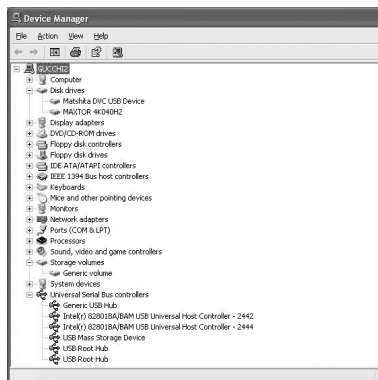 Device Manager
File Action View Help
GUCCHI2
Computer
Disk drives
Matshita DVC USB Device
MAXTOR 4K040H2
Display adapters
DVD/CD-ROM drives
Floppy disk controllers
Floppy disk drives
IDE ATA/ATAPI controllers
IEEE 1394 Bus host controllers
Keyboards
Mice and other pointing devices
Monitors
Network adapters
Ports (COM & LPT)
Processors
Sound, video and game controllers
Storage volumes
Generic volume
System devices
Universal Serial Bus controllers
Generic USB Hub
Intel(r) 82801BA/BAM USB Universal Host Controller - 2442
Intel(r) 82801BA/BAM USB Universal Host Controller - 2444
USB Mass Storage Device
USB Root Hub
USB Root Hub